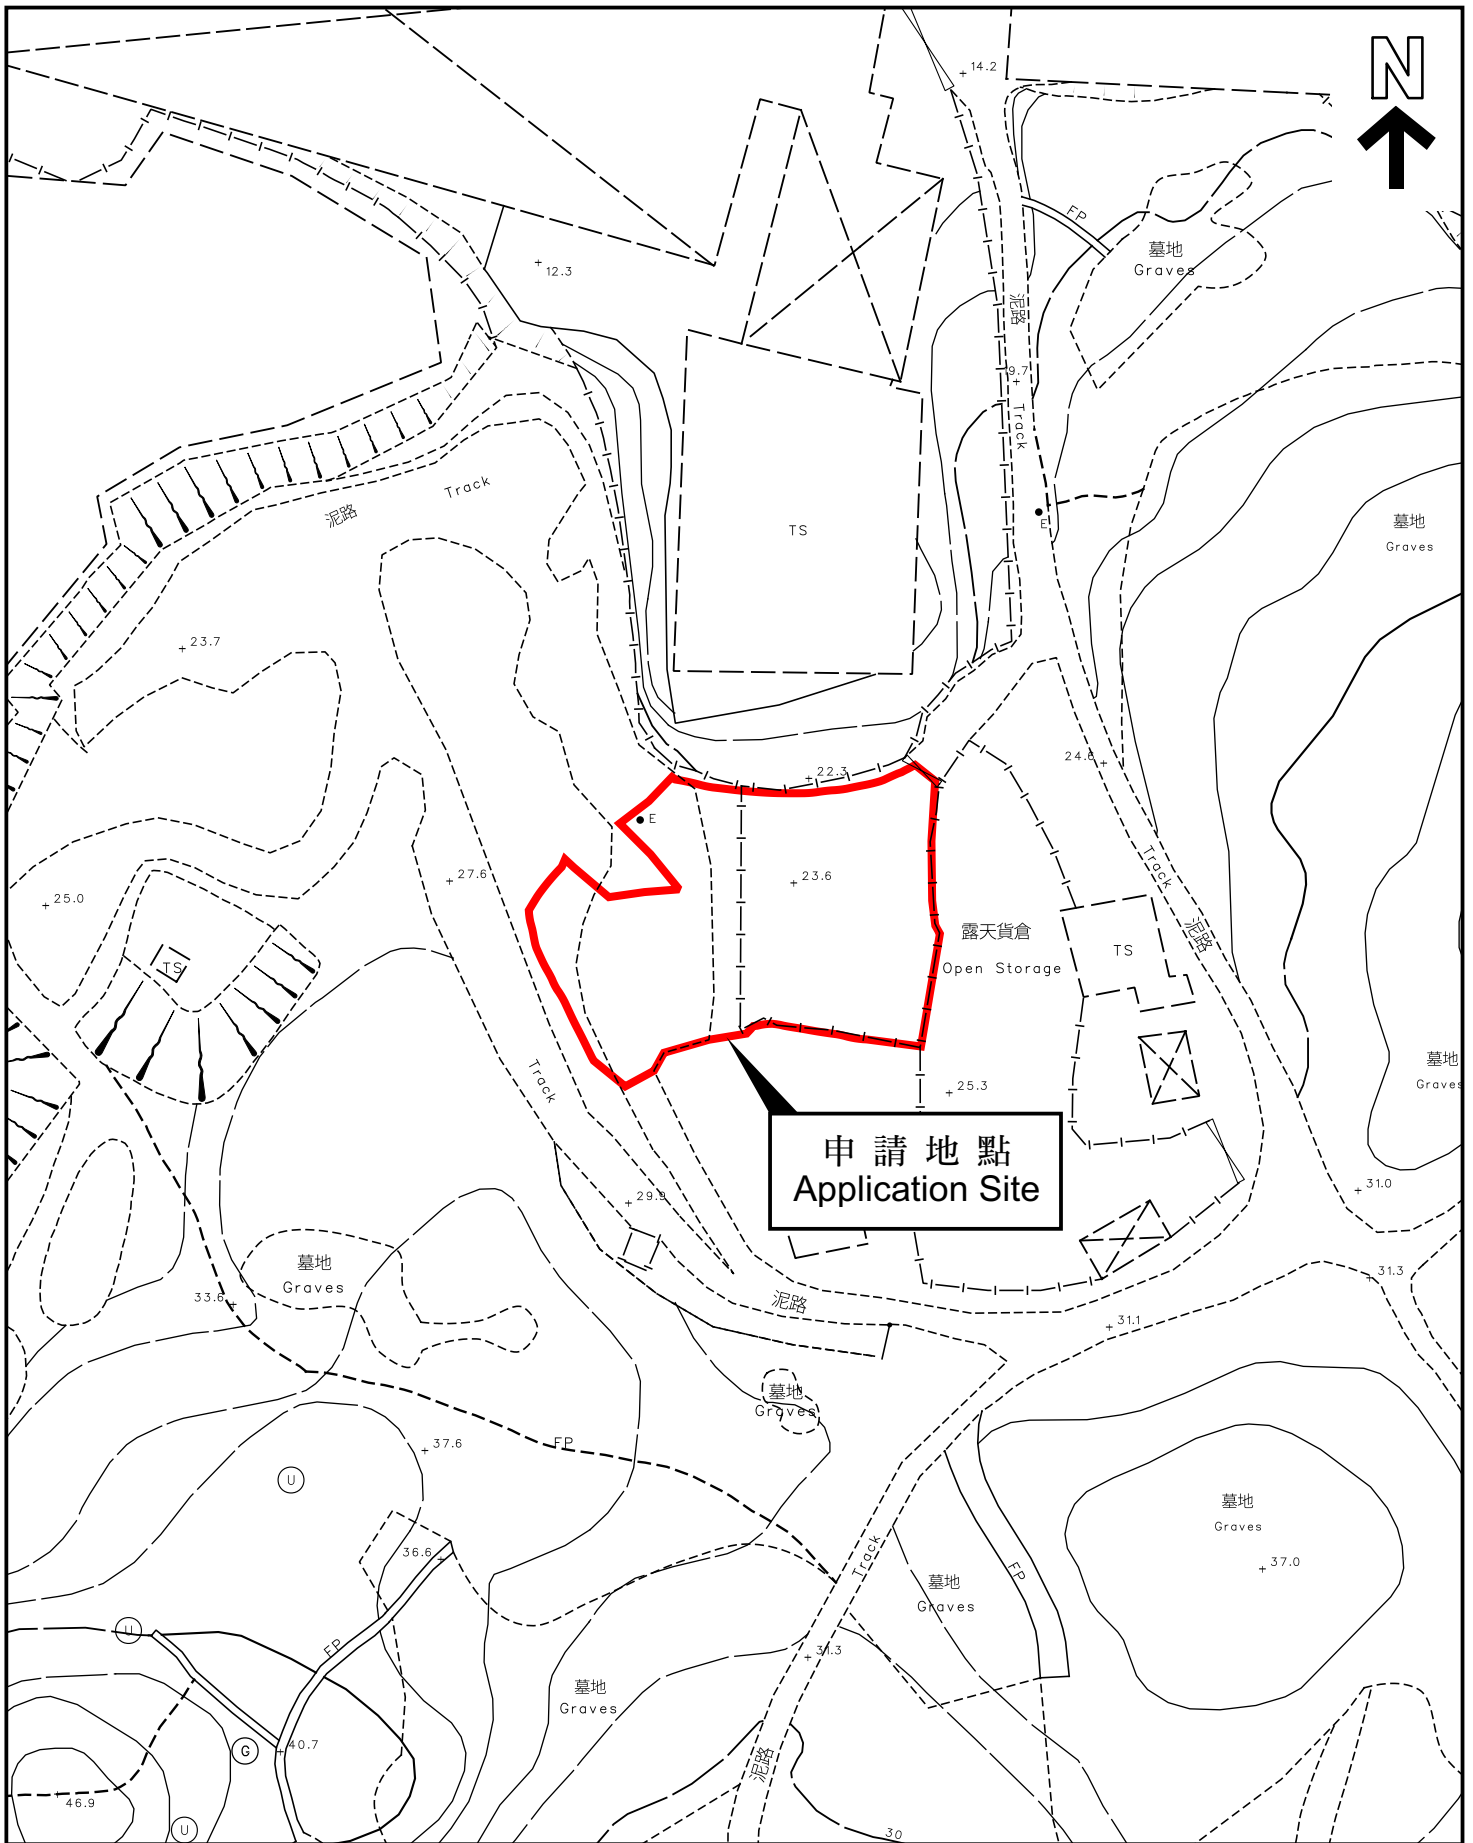 N
14.2
FP
墓地
Graves
12.3
泥路
9.7
Track
Track
泥路
TS
E
墓地
Graves
23.7
24.6
22.3
E
27.6
23.6
Track
泥路
25.0
TS
露天貨倉
Open Storage
TS
Track
25.3
墓地
Graves
申請地點
Application Site
29.9
31.0
墓地
Graves
33.6
31.3
泥路
31.1
墓地
Graves
37.6
FP
U
墓地
Graves
36.6
Track
FP
37.0
墓地
Graves
U
FP
31.3
墓地
Graves
G
40.7
泥路
46.9
U
30